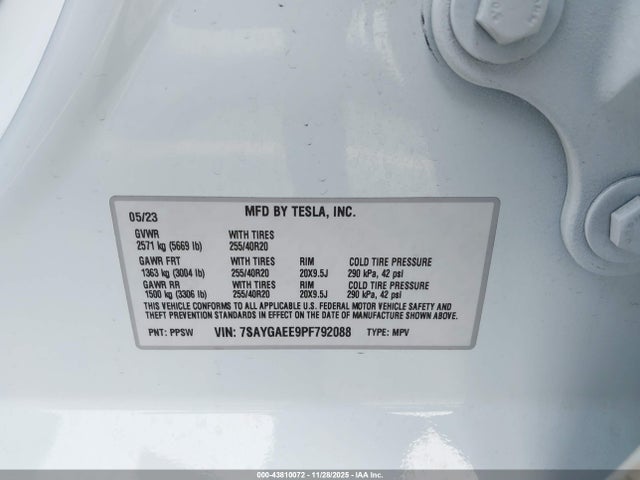 05/23 MFD BY TESLA, INC.
GVWR WITH TIRES
2571 kg (5669 lb) 255/40R20
GAWR FRT WITH TIRES RIM COLD TIRE PRESSURE
1363 kg (3004 lb) 255/40R20 20X9.5J 290 kPa, 42 psi
GAWR RR WITH TIRES RIM COLD TIRE PRESSURE
1500 kg (3306 lb) 255/40R20 20X9.5J 290 kPa, 42 psi
THIS VEHICLE CONFORMS TO ALL APPLICABLE U.S. FEDERAL MOTOR VEHICLE SAFETY AND
THEFT PREVENTION STANDARDS IN EFFECT ON THE DATE OF MANUFACTURE SHOWN ABOVE.
PNT: PPSW VIN: 7SAYGAEE9PF792088 TYPE: MPV
000-43810072 - 11/28/2025 - IAA Inc.